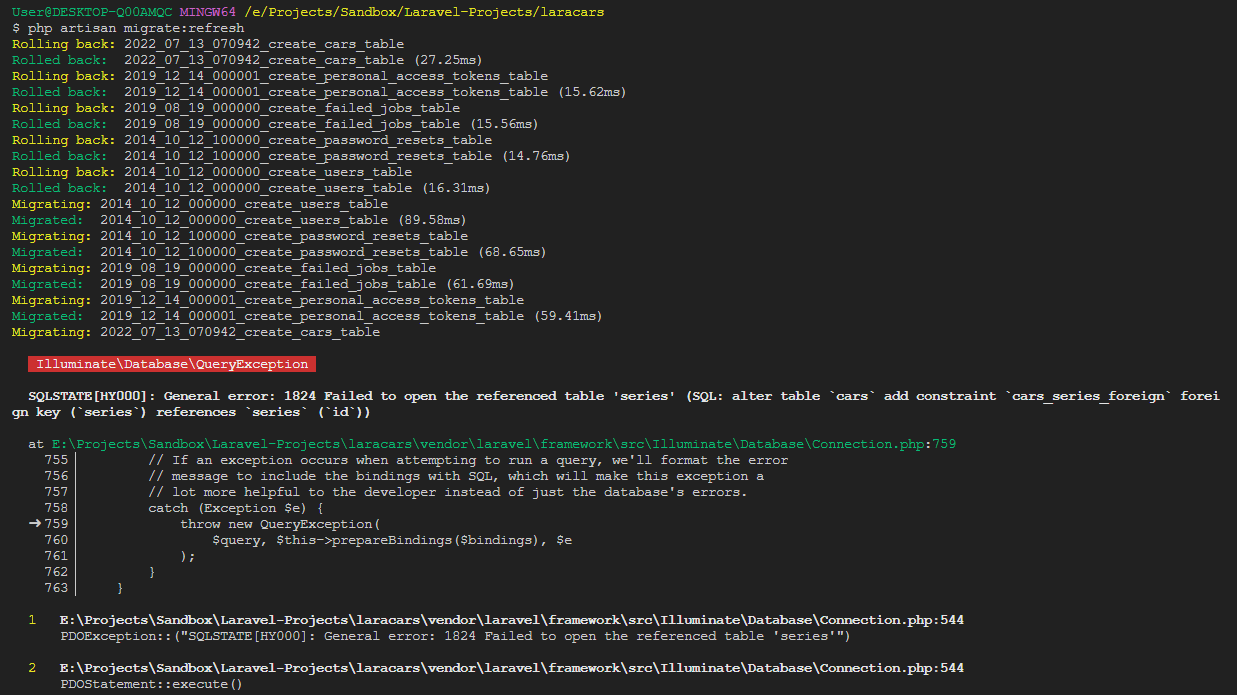 User@DESKTOP-Q00AMQC MINGW64 /e/Projects/Sandbox/Laravel-Projects/laracars
$ php artisan migrate:refresh
Rolling back: 2022_07_13_070942_create_cars_table
Rolled back:  2022_07_13_070942_create_cars_table (27.25ms)
Rolling back: 2019_12_14_000001_create_personal_access_tokens_table
Rolled back:  2019_12_14_000001_create_personal_access_tokens_table (15.62ms)
Rolling back: 2019_08_19_000000_create_failed_jobs_table
Rolled back:  2019_08_19_000000_create_failed_jobs_table (15.56ms)
Rolling back: 2014_10_12_100000_create_password_resets_table
Rolled back:  2014_10_12_100000_create_password_resets_table (14.76ms)
Rolling back: 2014_10_12_000000_create_users_table
Rolled back:  2014_10_12_000000_create_users_table (16.31ms)
Migrating: 2014_10_12_000000_create_users_table
Migrated:  2014_10_12_000000_create_users_table (89.58ms)
Migrating: 2014_10_12_100000_create_password_resets_table
Migrated:  2014_10_12_100000_create_password_resets_table (68.65ms)
Migrating: 2019_08_19_000000_create_failed_jobs_table
Migrated:  2019_08_19_000000_create_failed_jobs_table (61.69ms)
Migrating: 2019_12_14_000001_create_personal_access_tokens_table
Migrated:  2019_12_14_000001_create_personal_access_tokens_table (59.41ms)
Migrating: 2022_07_13_070942_create_cars_table
Illuminate\Database\QueryException
SQLSTATE[HY000]: General error: 1824 Failed to open the referenced table 'series' (SQL: alter table `cars` add constraint `cars_series_foreign` forei
gn key (`series`) references `series` (`id`))
at E:\Projects\Sandbox\Laravel-Projects\laracars\vendor\laravel\framework\src\Illuminate\Database\Connection.php:759
755|         // If an exception occurs when attempting to run a query, we'll format the error
756|         // message to include the bindings with SQL, which will make this exception a
757|         // lot more helpful to the developer instead of just the database's errors.
758|         catch (Exception $e) {
➜ 759|             throw new QueryException(
760|                 $query, $this->prepareBindings($bindings), $e
761|             );
762|         }
763|     }
1   E:\Projects\Sandbox\Laravel-Projects\laracars\vendor\laravel\framework\src\Illuminate\Database\Connection.php:544
PDOException::("SQLSTATE[HY000]: General error: 1824 Failed to open the referenced table 'series'")
2   E:\Projects\Sandbox\Laravel-Projects\laracars\vendor\laravel\framework\src\Illuminate\Database\Connection.php:544
PDOStatement::execute()